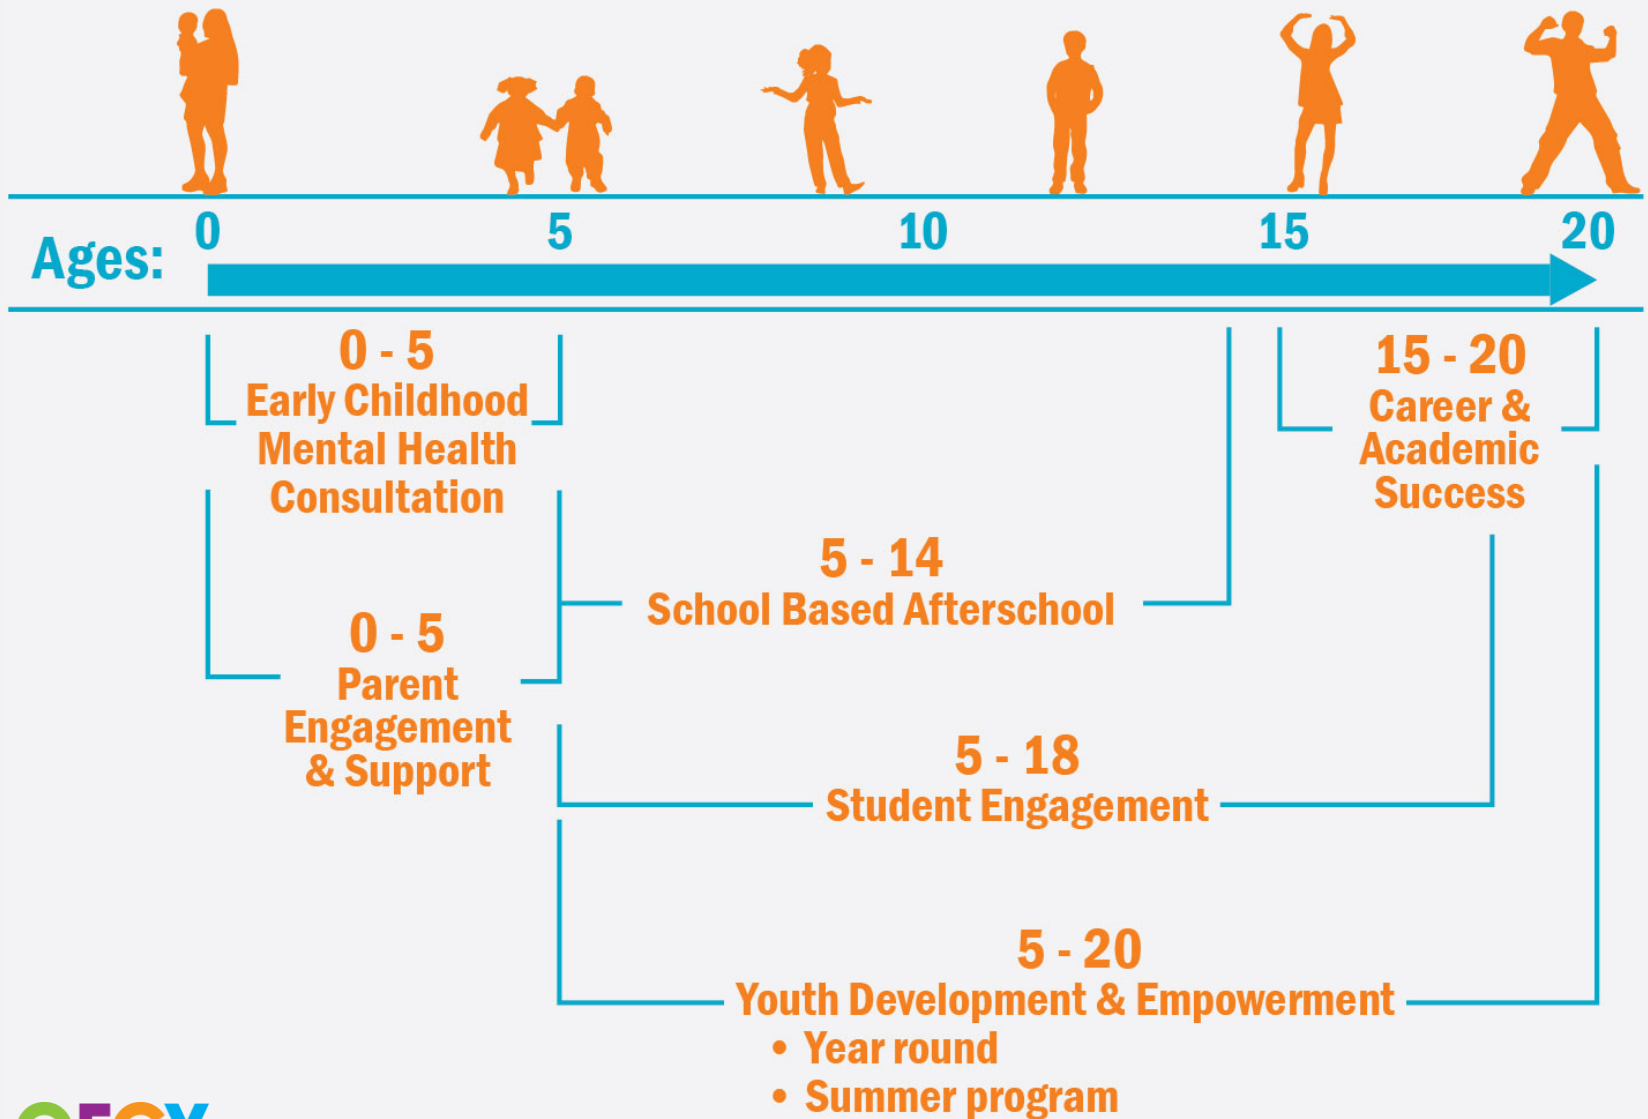 0 5 10 15 20
Ages:
0 - 5
Early Childhood
Mental Health
Consultation
15 - 20
Career &
Academic
Success
5 - 14
School Based Afterschool
0 - 5
Parent
Engagement
& Support
5 - 18
Student Engagement
5 - 20
Youth Development & Empowerment
• Year round
• Summer program